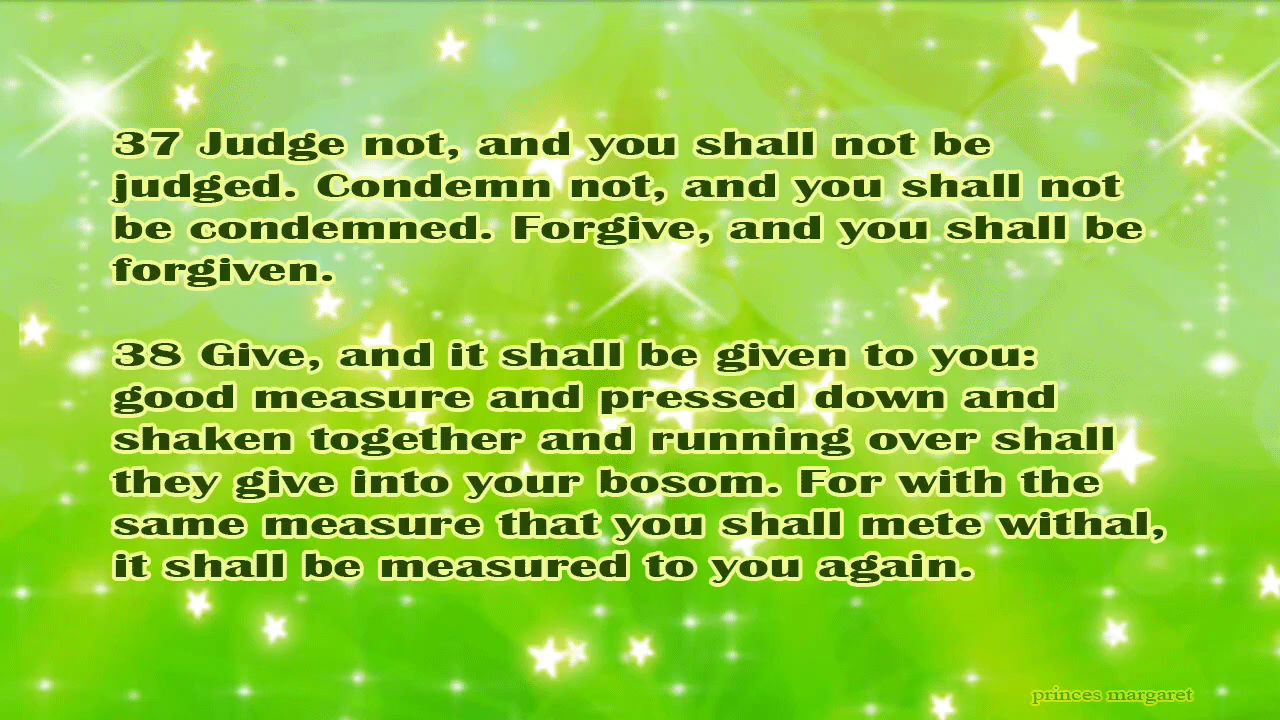 37 Judge not, and you shall not be
judged. Condemn not, and you shall not
be condemned. Forgive, and you shall be
forgiven.
38 Give, and it shall be given to you:
good measure and pressed down and
shaken together and running over shall
they give into your bosom. For with the
same measure that you shall mete withal,
it shall be measured to you again.
princes margaret